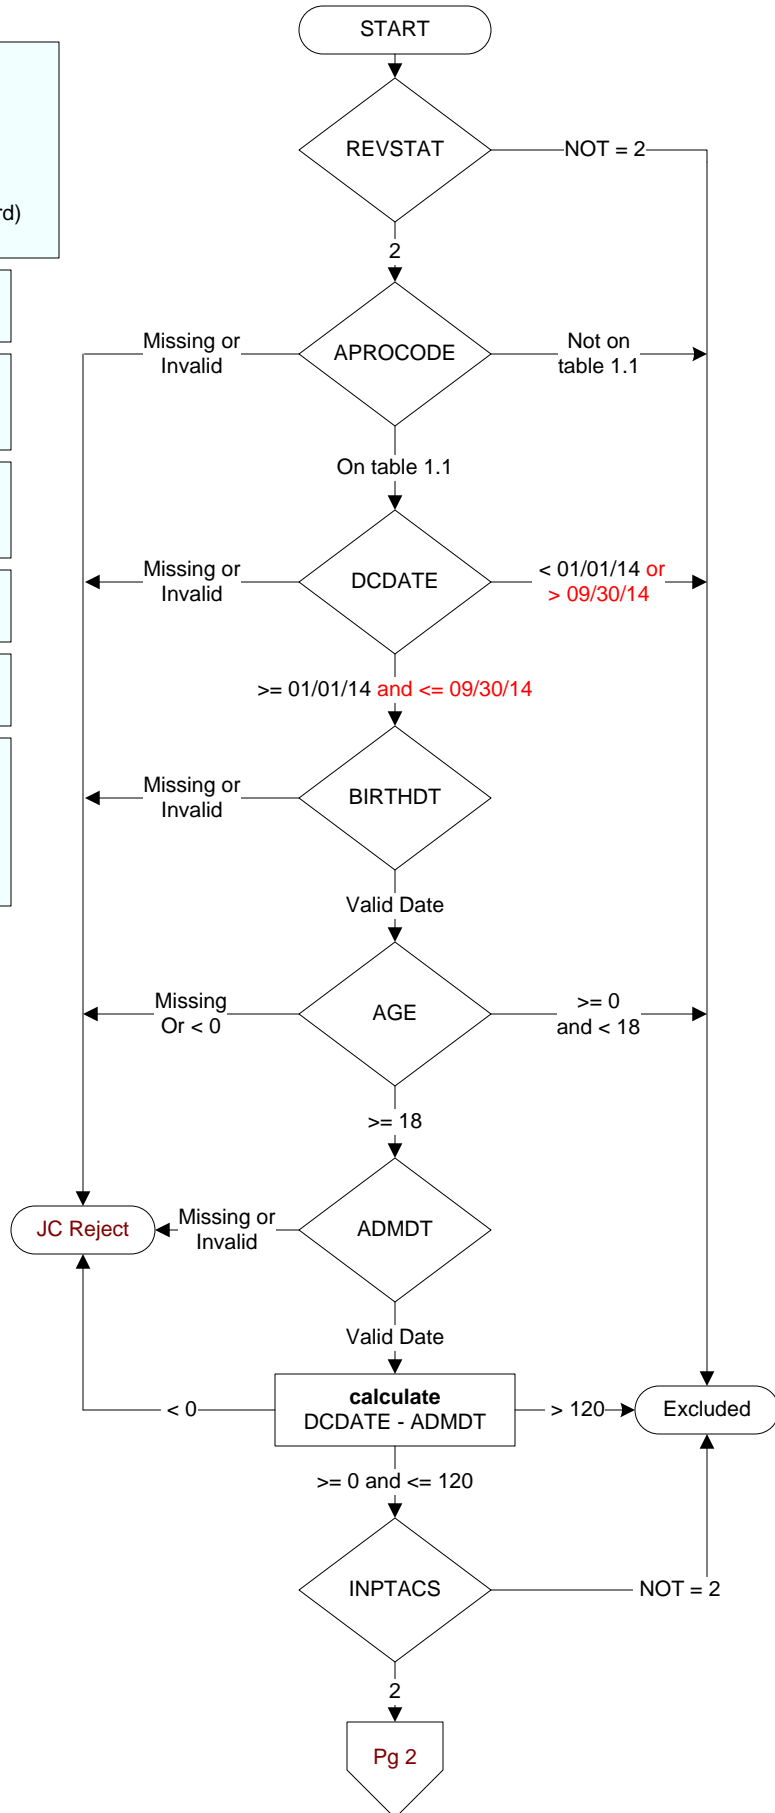 START
REVSTAT
NOT = 2
rd)
2
Missing or
Invalid
APROCODE
Not on
table 1.1
On table 1.1
Missing or
Invalid
DCDATE
< 01/01/14 or
> 09/30/14
>= 01/01/14 and <= 09/30/14
Missing or
Invalid
BIRTHDT
Valid Date
Missing
Or < 0
AGE
>= 0
and < 18
>= 18
JC Reject
Missing or
Invalid
ADMDT
Valid Date
< 0
calculate
DCDATE - ADMDT
> 120
Excluded
>= 0 and <= 120
INPTACS
NOT = 2
2
Pg 2